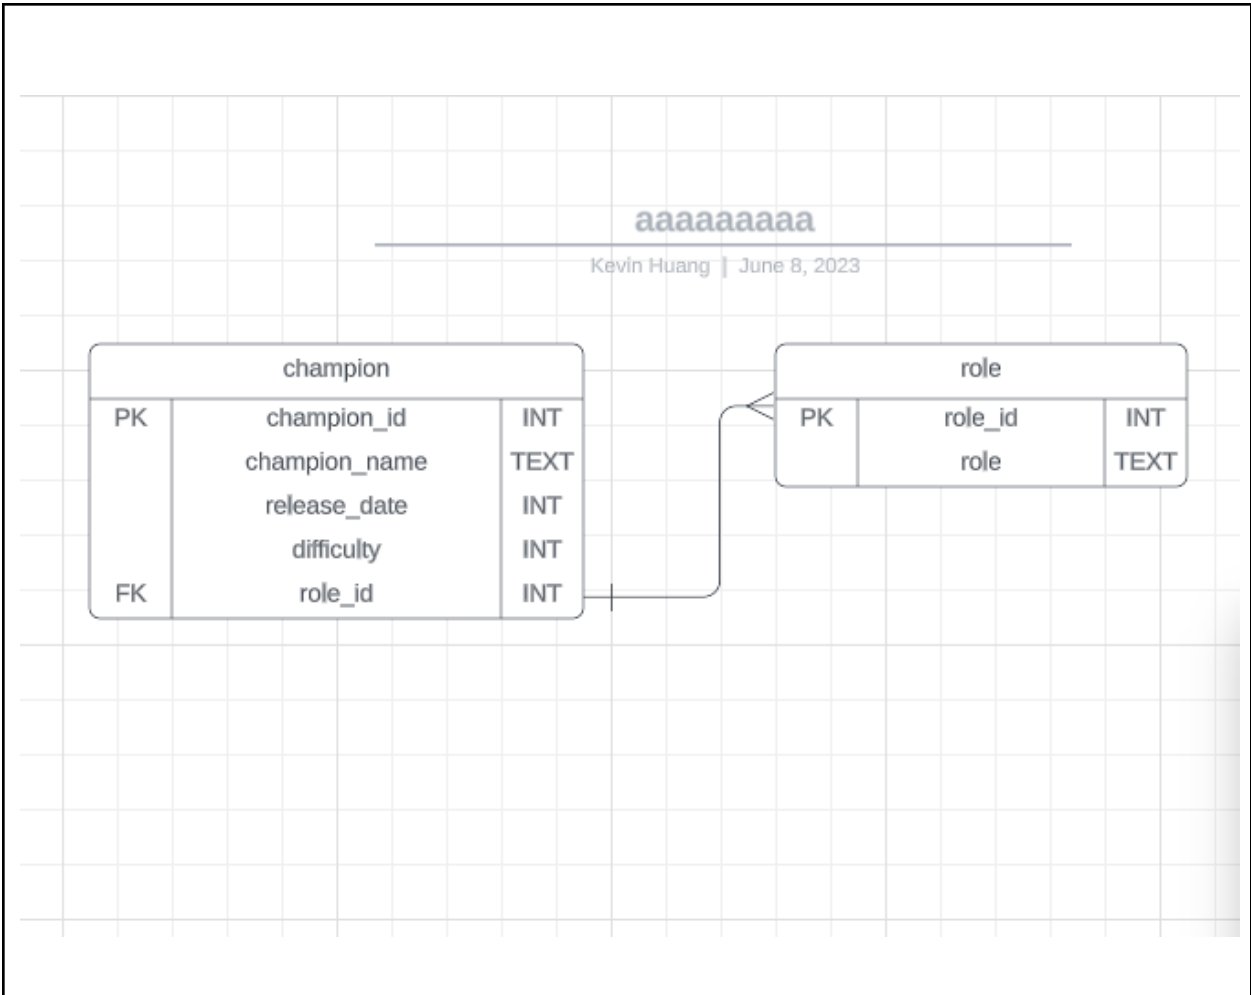 aaaaaaaaa
Kevin Huang | June 8, 2023
champion
PK champion_id INT
champion_name TEXT
release_date INT
difficulty INT
FK role_id INT
role
PK role_id INT
role TEXT